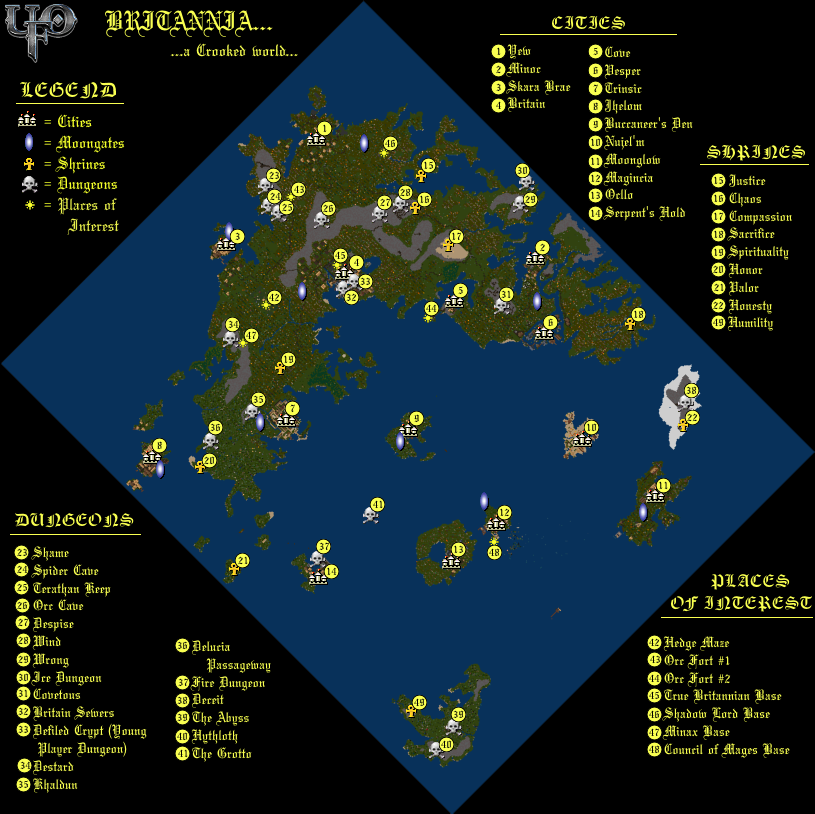 UFO
BRITANNIA...
...a Crooked world...
LEGEND
= Cities
= Moongates
= Shrines
= Dungeons
= Places of
Interest
CITIES
1 Yew
2 Minoc
3 Skara Brae
4 Britain
5 Cove
6 Vesper
7 Trinsic
8 Jhelom
9 Buccaneer's Den
10 Nujel'm
11 Moonglow
12 Magincia
13 Ocllo
14 Serpent's Hold
SHRINES
15 Justice
16 Chaos
17 Compassion
18 Sacrifice
19 Spirituality
20 Honor
21 Valor
22 Honesty
49 Humility
DUNGEONS
23 Shame
24 Spider Cave
25 Terathan Keep
26 Orc Cave
27 Despise
28 Wind
29 Wrong
30 Ice Dungeon
31 Covetous
32 Britain Sewers
33 Defiled Crypt (Young
Player Dungeon)
34 Destard
35 Khaldun
36 Delucia
Passageway
37 Fire Dungeon
38 Deceit
39 The Abyss
40 Hythloth
41 The Grotto
PLACES
OF INTEREST
42 Hedge Maze
43 Orc Fort #1
44 Orc Fort #2
45 True Britannian Base
46 Shadow Lord Base
47 Minax Base
48 Council of Mages Base
1
46
15
30
23
43
24
25
26
27
28
16
29
3
17
2
45
4
33
32
42
5
31
44
6
18
34
47
19
38
22
35
7
36
9
10
8
20
11
41
12
48
37
14
13
21
49
39
40